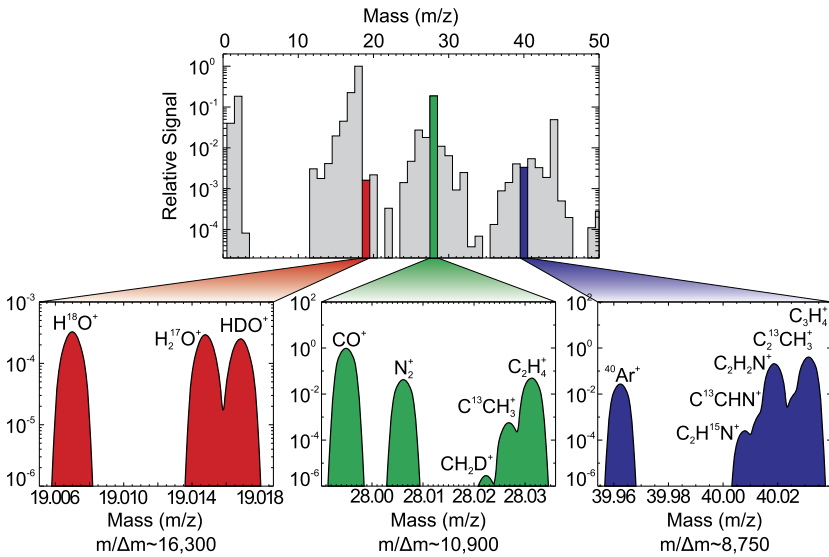 Mass (m/z)
0 10 20 30 40 50
Relative Signal
10⁰
10⁻¹
10⁻²
10⁻³
10⁻⁴
10⁻³
10⁻⁴
10⁻⁵
10⁻⁶
H¹⁸O⁺
H₂¹⁷O⁺
HDO⁺
19.006 19.010 19.014 19.018
Mass (m/z)
m/Δm~16,300
10²
10⁰
10⁻²
10⁻⁴
10⁻⁶
CO⁺
N₂⁺
C₂H₄⁺
C¹³CH₃⁺
CH₂D⁺
28.00 28.01 28.02 28.03
Mass (m/z)
m/Δm~10,900
10²
10⁰
10⁻²
10⁻⁴
10⁻⁶
C₃H₄⁺
C₂¹³CH₃⁺
C₂H₂N⁺
⁴⁰Ar⁺
C¹³CHN⁺
C₂H¹⁵N⁺
39.96 39.98 40.00 40.02
Mass (m/z)
m/Δm~8,750